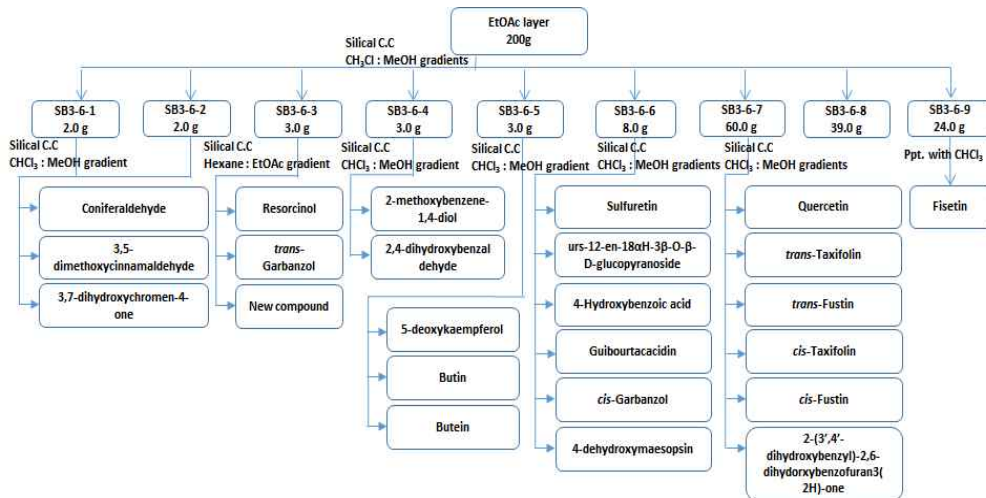 EtOAc layer
200g
Silical C.C
CH₃Cl : MeOH gradients
SB3-6-1
2.0 g
SB3-6-2
2.0 g
SB3-6-3
3.0 g
SB3-6-4
3.0 g
SB3-6-5
3.0 g
SB3-6-6
8.0 g
SB3-6-7
60.0 g
SB3-6-8
39.0 g
SB3-6-9
24.0 g
Silical C.C
CHCl₃ : MeOH gradient
Silical C.C
Hexane : EtOAc gradient
Silical C.C
CHCl₃ : MeOH gradient
Silical C.C
CHCl₃ : MeOH gradient
Silical C.C
CHCl₃ : MeOH gradients
Silical C.C
CHCl₃ : MeOH gradients
Ppt. with CHCl₃
Coniferaldehyde
3,5-
dimethoxycinnamaldehyde
3,7-dihydroxychromen-4-
one
Resorcinol
trans-
Garbanzol
New compound
2-methoxybenzene-
1,4-diol
2,4-dihydroxybenzal
dehyde
5-deoxykaempferol
Butin
Butein
Sulfuretin
urs-12-en-18αH-3β-O-β-
D-glucopyranoside
4-Hydroxybenzoic acid
Guibourtacacidin
cis-Garbanzol
4-dehydroxymaesopsin
Quercetin
trans-Taxifolin
trans-Fustin
cis-Taxifolin
cis-Fustin
2-(3',4'-
dihydroxybenzyl)-2,6-
dihydorxybenzofuran3(
2H)-one
Fisetin